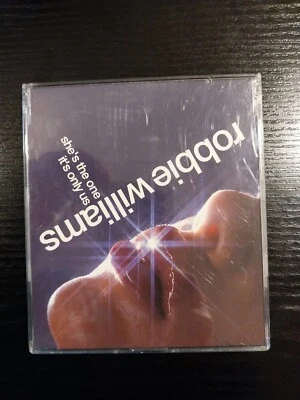 robbie williams
she's the one
it's only us